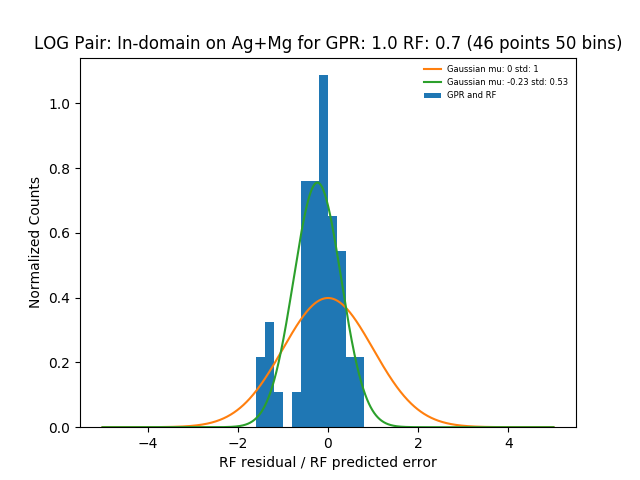 LOG Pair: In-domain on Ag+Mg for GPR: 1.0 RF: 0.7 (46 points 50 bins)
Gaussian mu: 0 std: 1
Gaussian mu: -0.23 std: 0.53
GPR and RF
Normalized Counts
1.0
0.8
0.6
0.4
0.2
0.0
−4 −2 0 2 4
RF residual / RF predicted error